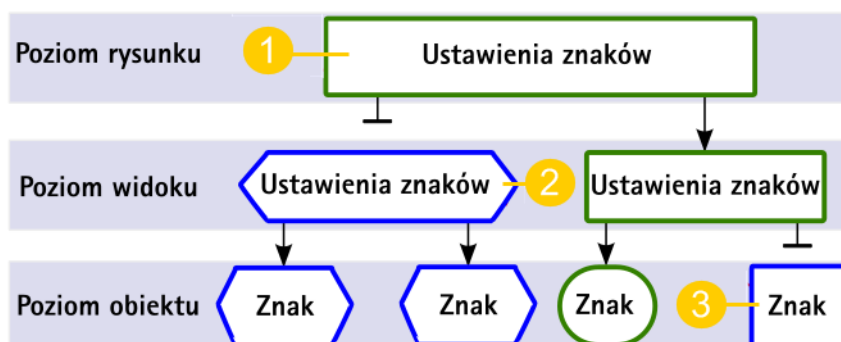 Poziom rysunku 1 Ustawienia znaków
Poziom widoku Ustawienia znaków 2 Ustawienia znaków
Poziom obiektu Znak Znak Znak 3 Znak